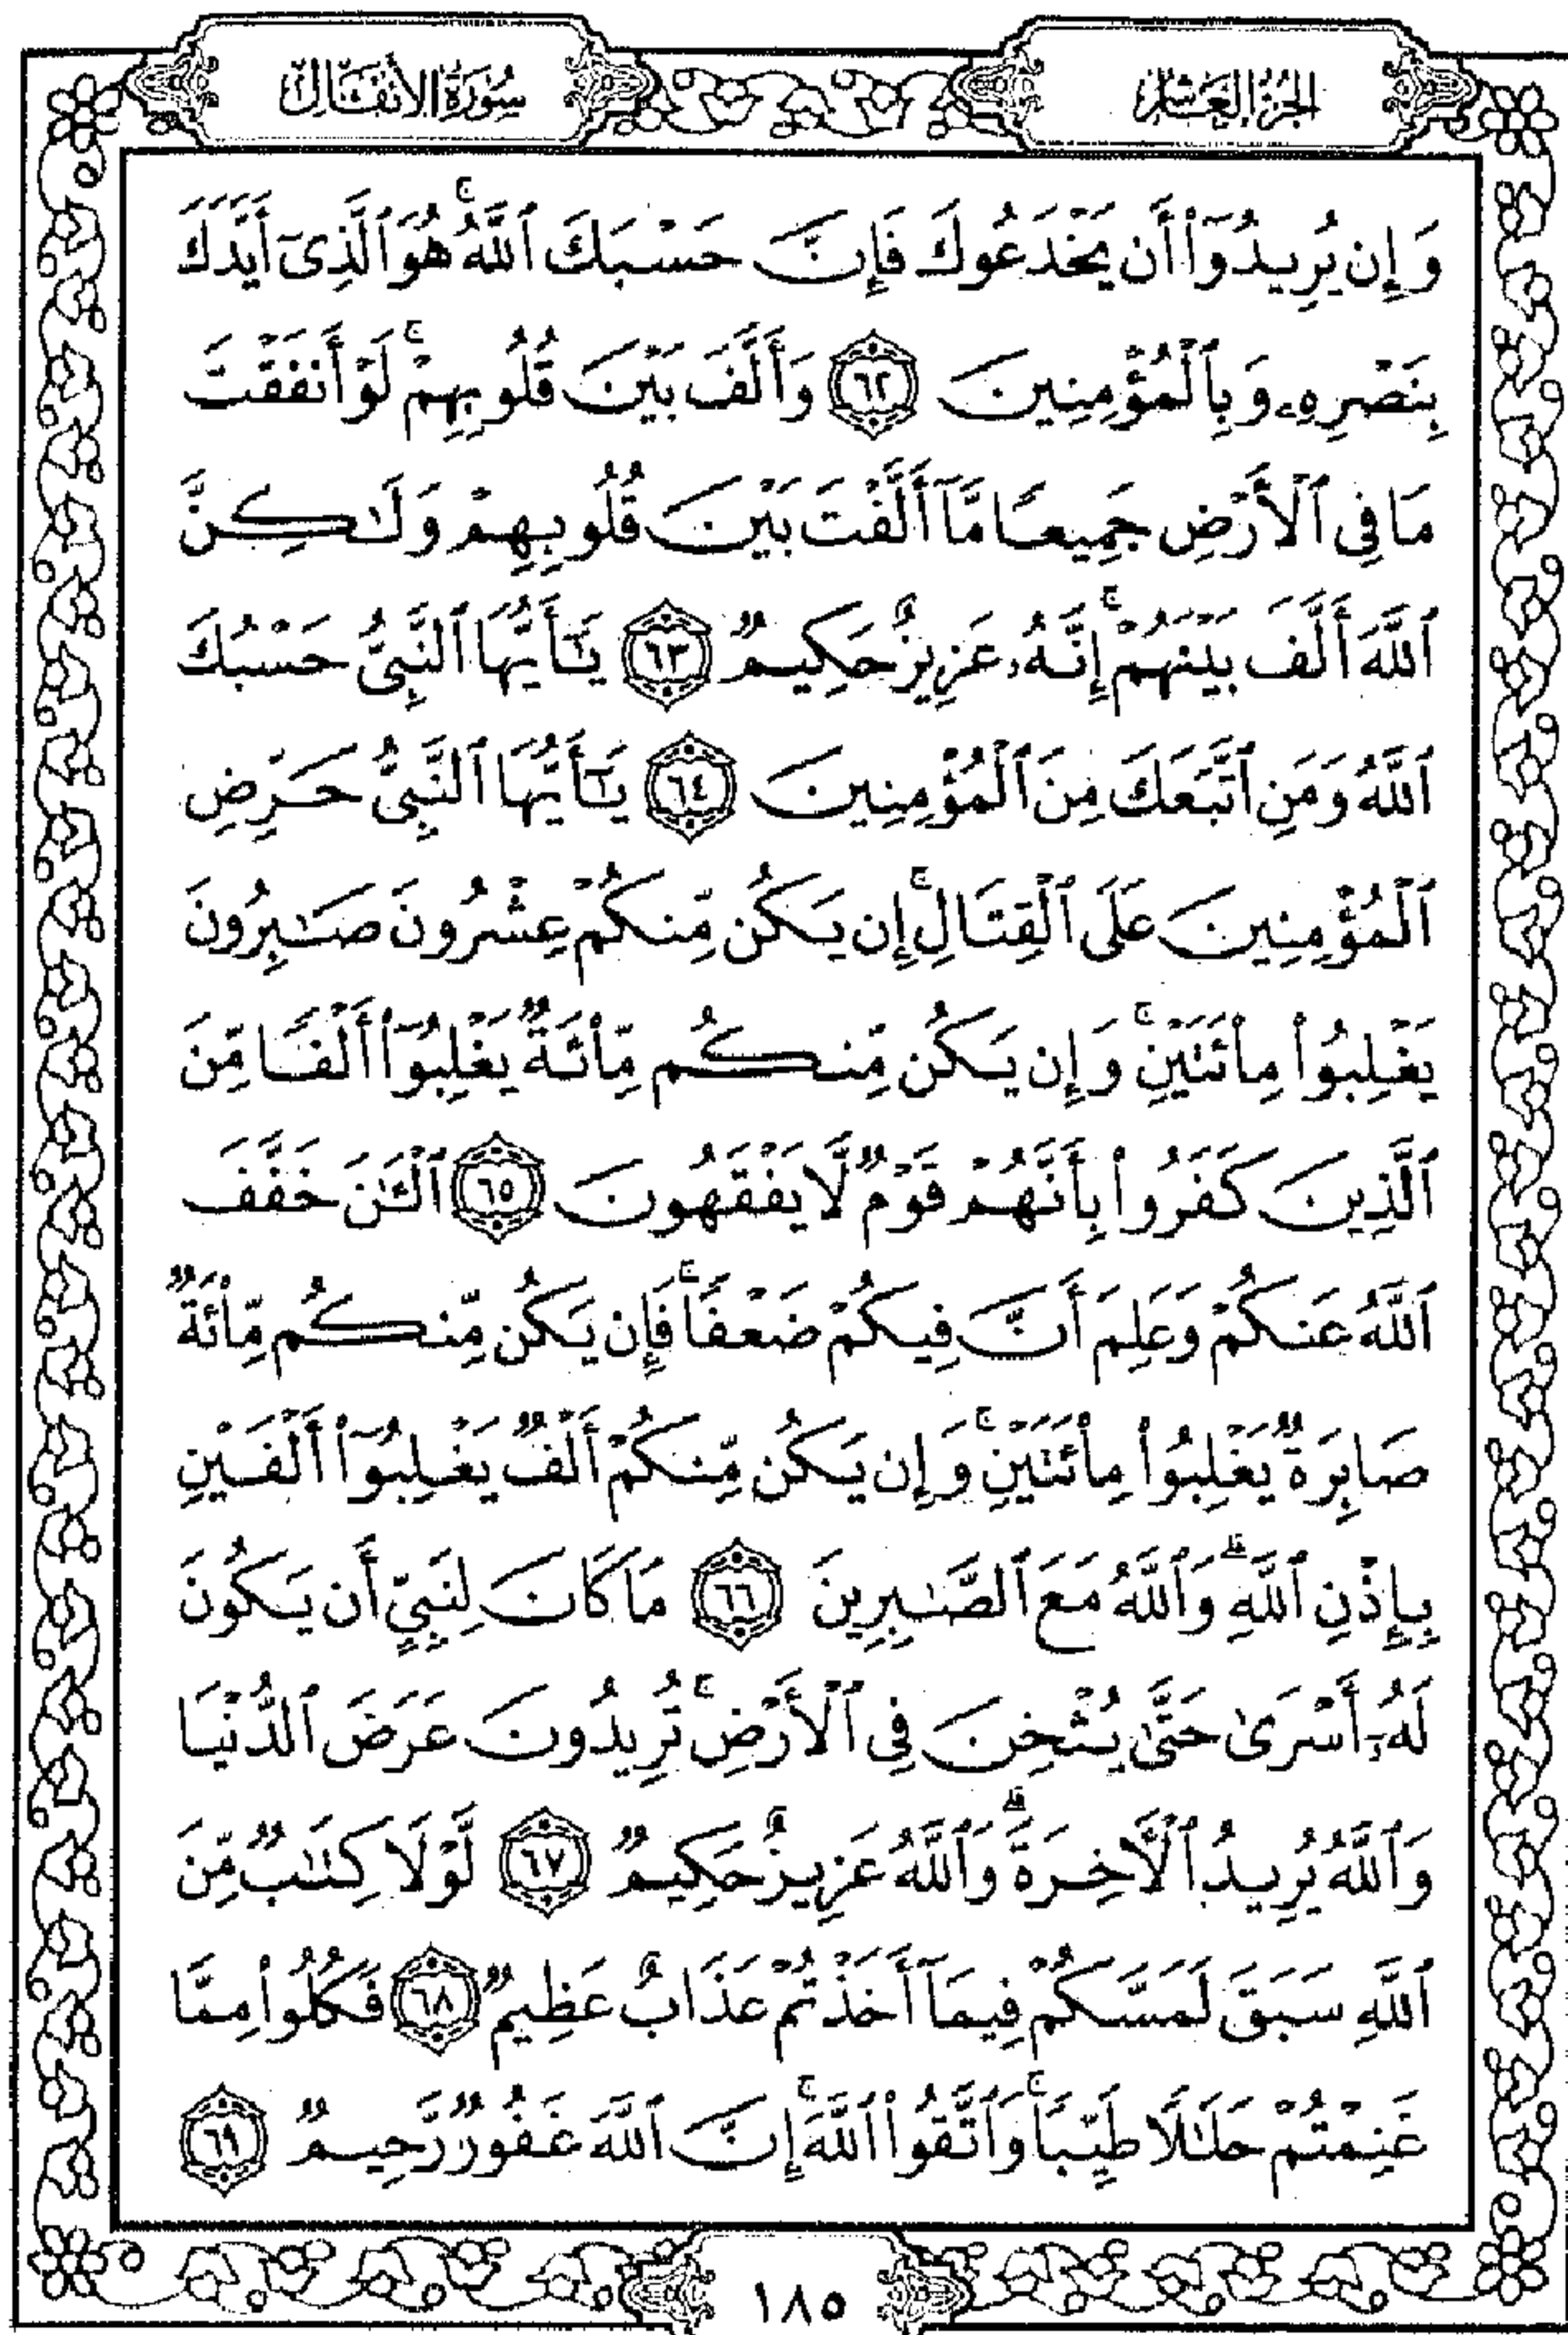 الجزء العاشر
سورة الأنفال
وَإِن يُرِيدُوٓا۟ أَن يَخْدَعُوكَ فَإِنَّ حَسْبَكَ ٱللَّهُ ۚ هُوَ ٱلَّذِىٓ أَيَّدَكَ
بِنَصْرِهِۦ وَبِٱلْمُؤْمِنِينَ ٦٢ وَأَلَّفَ بَيْنَ قُلُوبِهِمْ ۚ لَوْ أَنفَقْتَ
مَا فِى ٱلْأَرْضِ جَمِيعًا مَّآ أَلَّفْتَ بَيْنَ قُلُوبِهِمْ وَلَـٰكِنَّ
ٱللَّهَ أَلَّفَ بَيْنَهُمْ ۚ إِنَّهُۥ عَزِيزٌ حَكِيمٌ ٦٣ يَـٰٓأَيُّهَا ٱلنَّبِىُّ حَسْبُكَ
ٱللَّهُ وَمَنِ ٱتَّبَعَكَ مِنَ ٱلْمُؤْمِنِينَ ٦٤ يَـٰٓأَيُّهَا ٱلنَّبِىُّ حَرِّضِ
ٱلْمُؤْمِنِينَ عَلَى ٱلْقِتَالِ ۚ إِن يَكُن مِّنكُمْ عِشْرُونَ صَـٰبِرُونَ
يَغْلِبُوا۟ مِا۟ئَتَيْنِ ۚ وَإِن يَكُن مِّنكُم مِّا۟ئَةٌ يَغْلِبُوٓا۟ أَلْفًا مِّنَ
ٱلَّذِينَ كَفَرُوا۟ بِأَنَّهُمْ قَوْمٌ لَّا يَفْقَهُونَ ٦٥ ٱلْـَٔـٰنَ خَفَّفَ
ٱللَّهُ عَنكُمْ وَعَلِمَ أَنَّ فِيكُمْ ضَعْفًا ۚ فَإِن يَكُن مِّنكُم مِّا۟ئَةٌ
صَابِرَةٌ يَغْلِبُوا۟ مِا۟ئَتَيْنِ ۚ وَإِن يَكُن مِّنكُمْ أَلْفٌ يَغْلِبُوٓا۟ أَلْفَيْنِ
بِإِذْنِ ٱللَّهِ ۗ وَٱللَّهُ مَعَ ٱلصَّـٰبِرِينَ ٦٦ مَا كَانَ لِنَبِىٍّ أَن يَكُونَ
لَهُۥٓ أَسْرَىٰ حَتَّىٰ يُثْخِنَ فِى ٱلْأَرْضِ ۚ تُرِيدُونَ عَرَضَ ٱلدُّنْيَا
وَٱللَّهُ يُرِيدُ ٱلْـَٔاخِرَةَ ۗ وَٱللَّهُ عَزِيزٌ حَكِيمٌ ٦٧ لَّوْلَا كِتَـٰبٌ مِّنَ
ٱللَّهِ سَبَقَ لَمَسَّكُمْ فِيمَآ أَخَذْتُمْ عَذَابٌ عَظِيمٌ ٦٨ فَكُلُوا۟ مِمَّا
غَنِمْتُمْ حَلَـٰلًا طَيِّبًا ۚ وَٱتَّقُوا۟ ٱللَّهَ ۚ إِنَّ ٱللَّهَ غَفُورٌ رَّحِيمٌ ٦٩
١٨٥